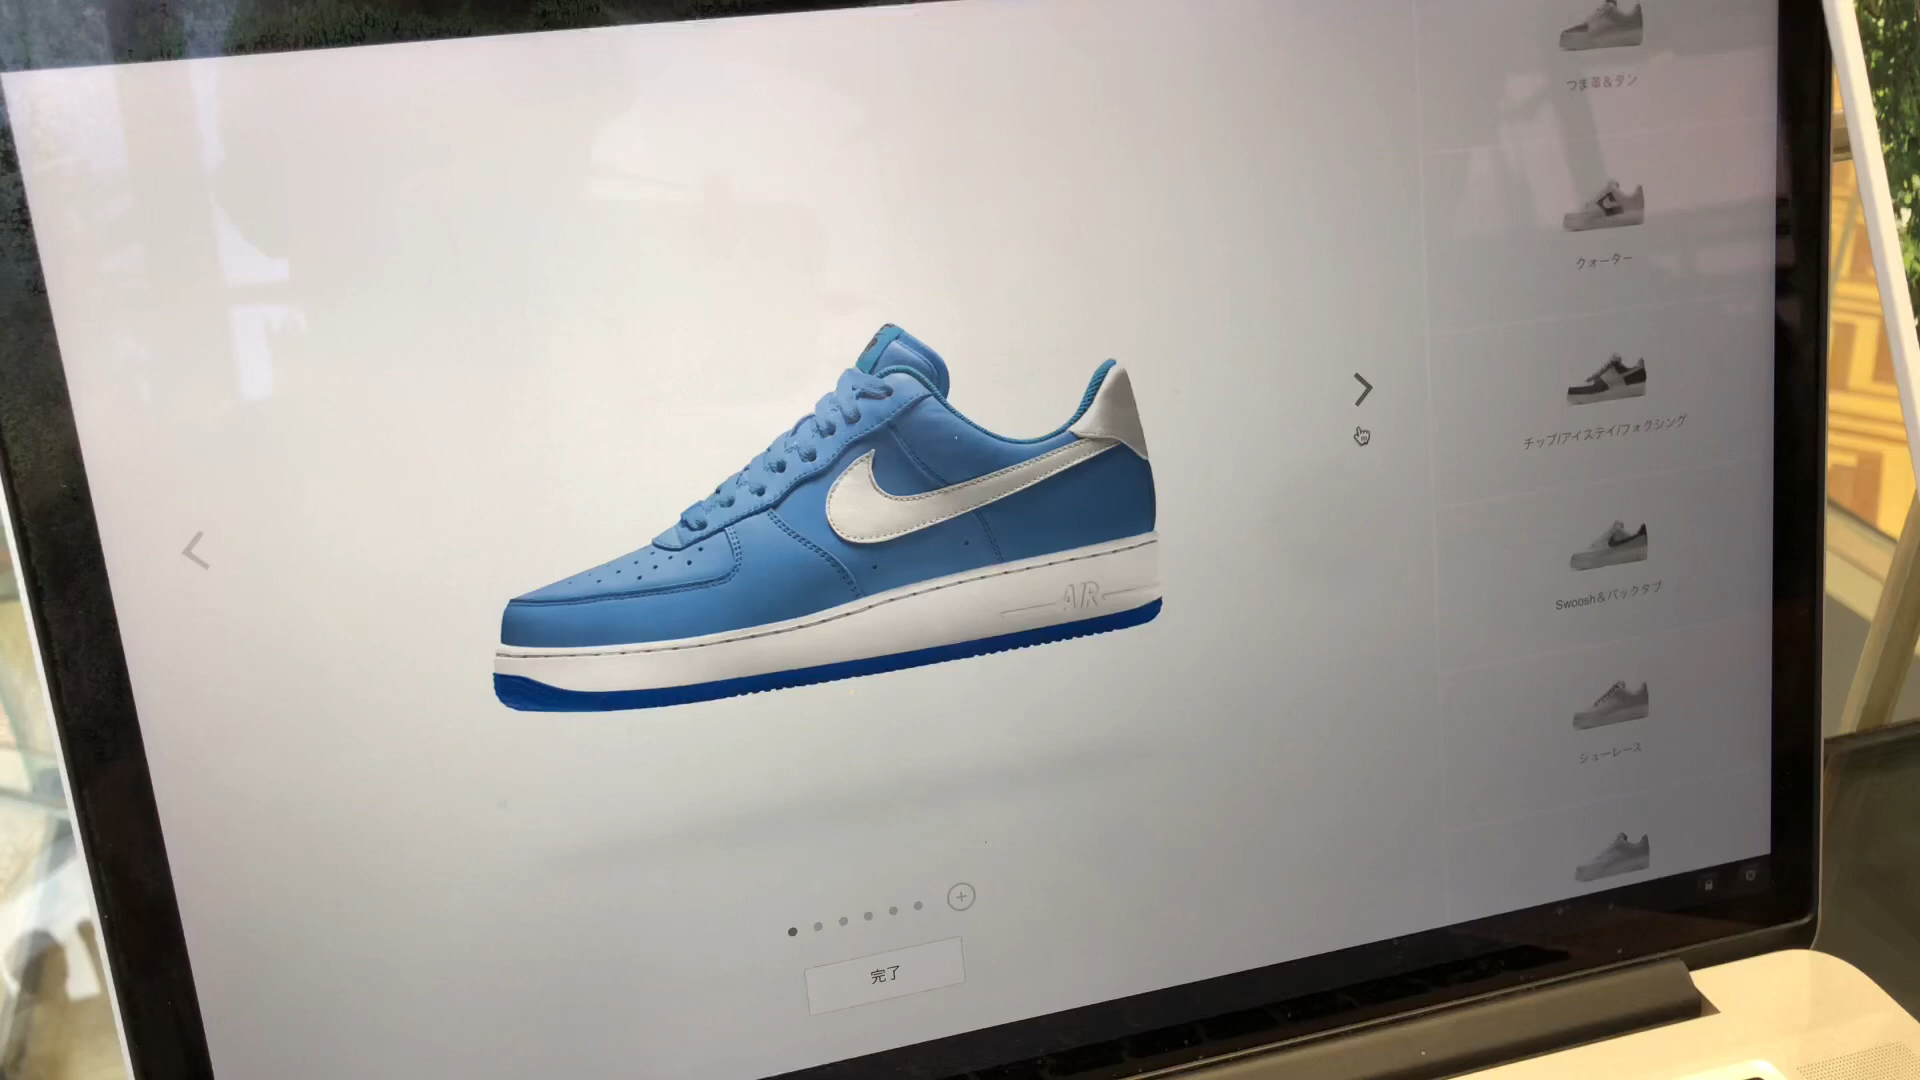 つま革&タン
クォーター
チップ/アイステイ/フォクシング
Swoosh&バックタブ
シューレース
AIR
完了